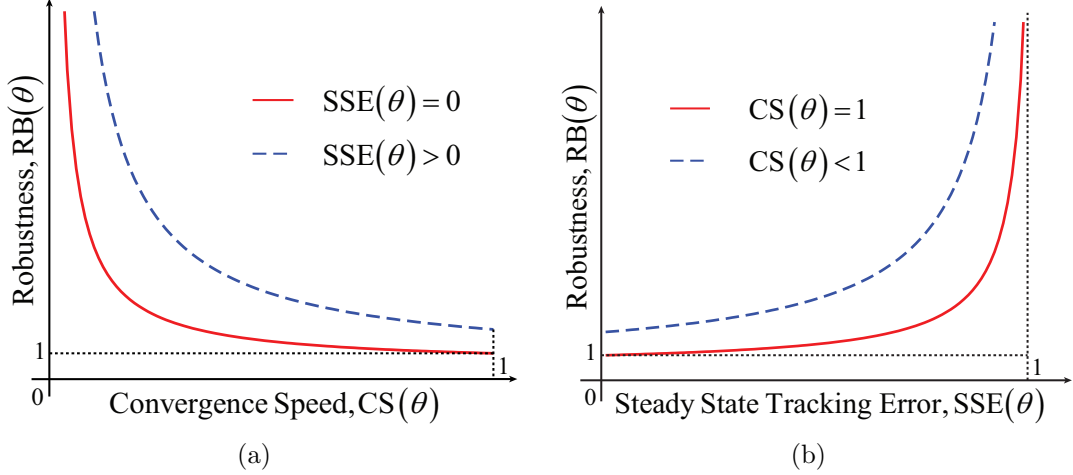 Robustness, RB(θ)
SSE(θ) = 0
SSE(θ) > 0
1
0
1
Convergence Speed, CS(θ)
(a)
Robustness, RB(θ)
CS(θ) = 1
CS(θ) < 1
1
0
1
Steady State Tracking Error, SSE(θ)
(b)